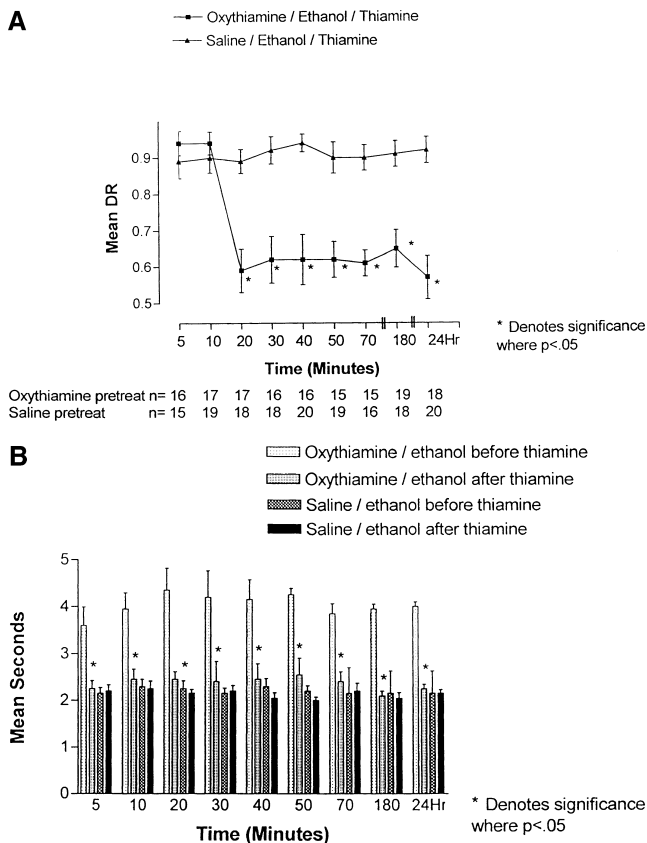 A
Oxythiamine / Ethanol / Thiamine
Saline / Ethanol / Thiamine
0.9
0.8
0.7
0.6
0.5
Mean DR
5 10 20 30 40 50 70 180 24Hr
Time (Minutes)
* * * * * * *
* Denotes significance
where p<.05
Oxythiamine pretreat n= 16 17 17 16 16 15 15 19 18
Saline pretreat n= 15 19 18 18 20 19 16 18 20
B
Oxythiamine / ethanol before thiamine
Oxythiamine / ethanol after thiamine
Saline / ethanol before thiamine
Saline / ethanol after thiamine
5
4
3
2
1
0
Mean Seconds
* * * * * * * * *
5 10 20 30 40 50 70 180 24Hr
Time (Minutes)
* Denotes significance
where p<.05